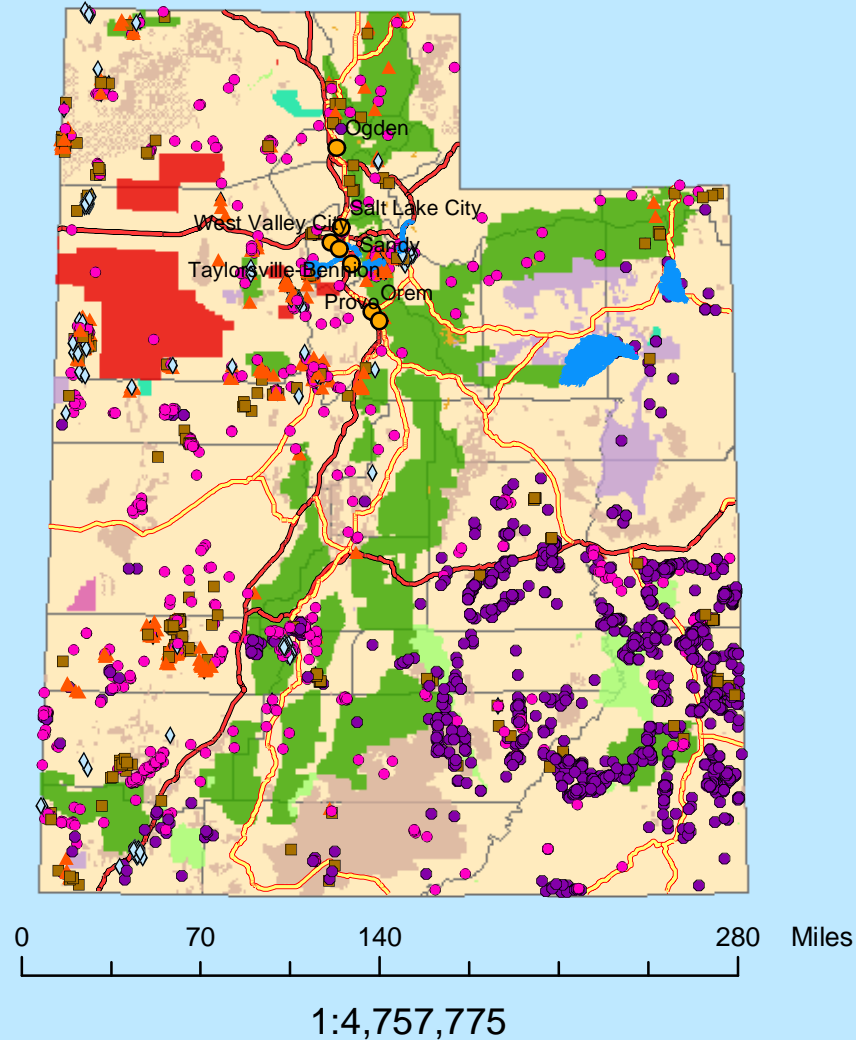 Ogden
Salt Lake City
West Valley City
Sandy
Taylorsville-Bennion
Orem
Provo
0 70 140 280 Miles
1:4,757,775